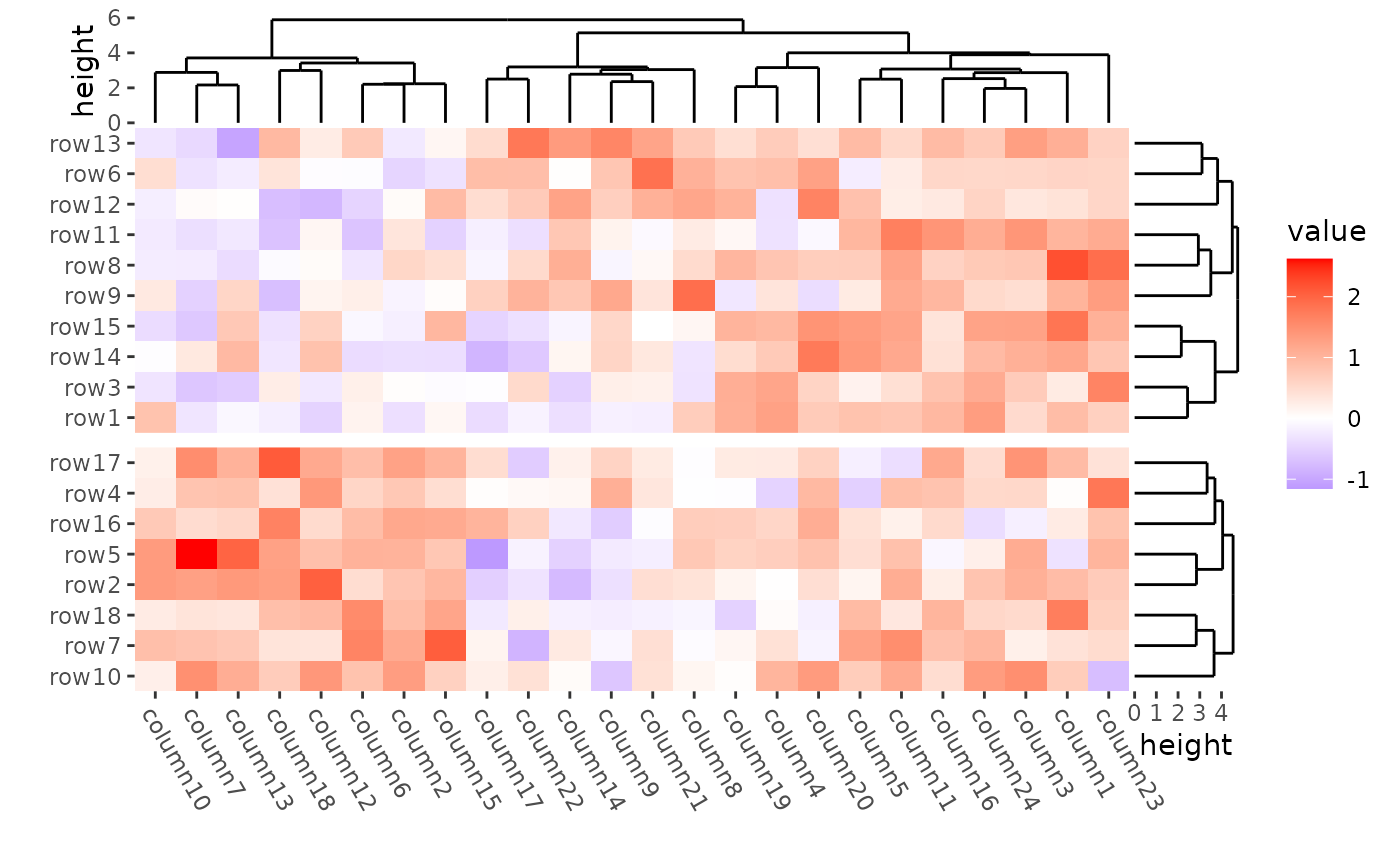 height
6
4
2
0
row13
row6
row12
row11
row8
row9
row15
row14
row3
row1
row17
row4
row16
row5
row2
row18
row7
row10
column10
column7
column13
column18
column12
column6
column2
column15
column17
column22
column14
column9
column21
column8
column19
column4
column20
column5
column11
column16
column24
column3
column1
column23
0 1 2 3 4
height
value
2
1
0
-1